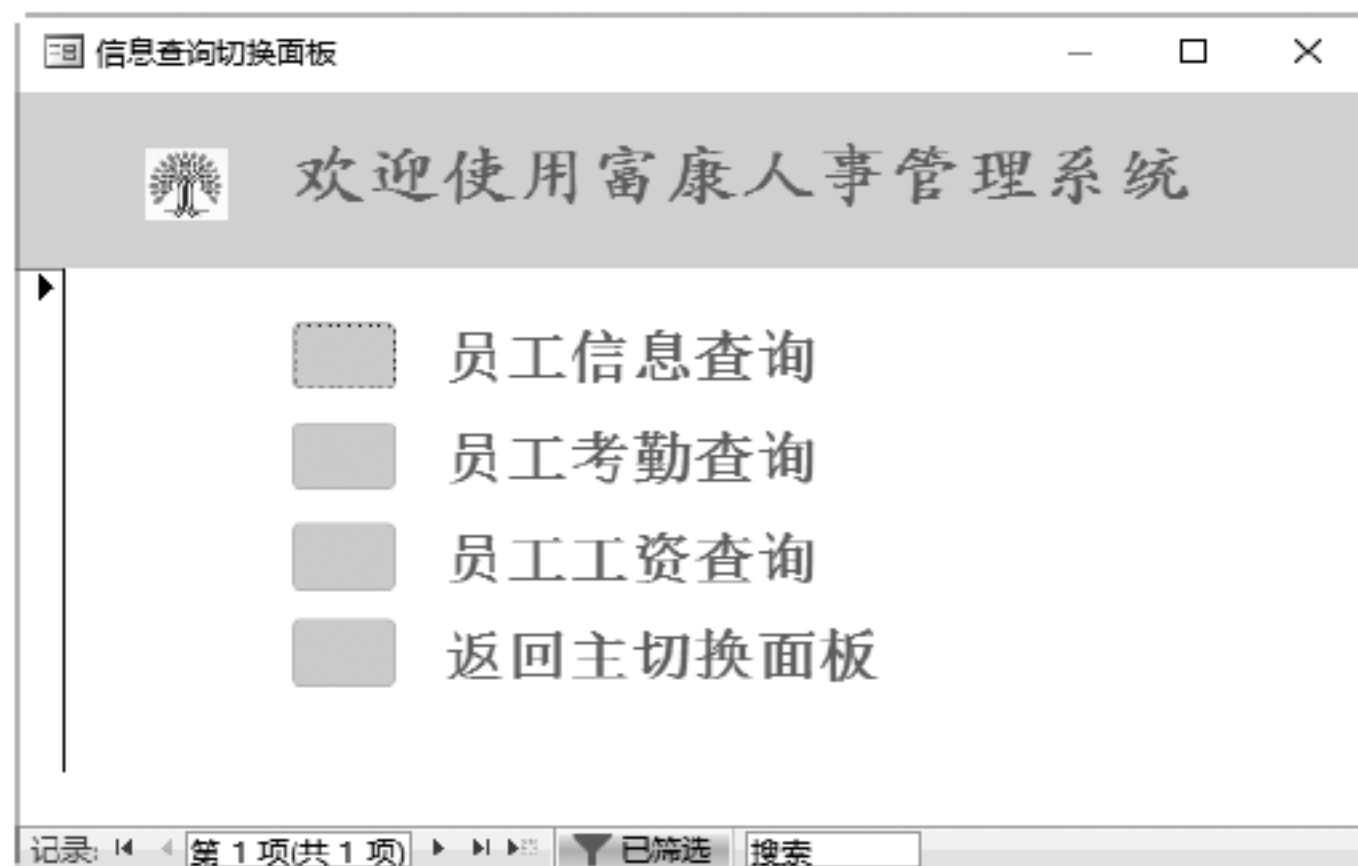 信息查询切换面板
欢迎使用富康人事管理系统
员工信息查询
员工考勤查询
员工工资查询
返回主切换面板
记录: 第 1 项(共 1 项) 已筛选 搜索